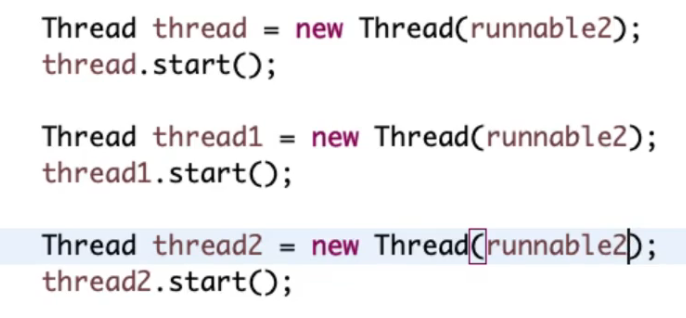 Thread thread = new Thread(runnable2);
thread.start();
Thread thread1 = new Thread(runnable2);
thread1.start();
Thread thread2 = new Thread(runnable2);
thread2.start();